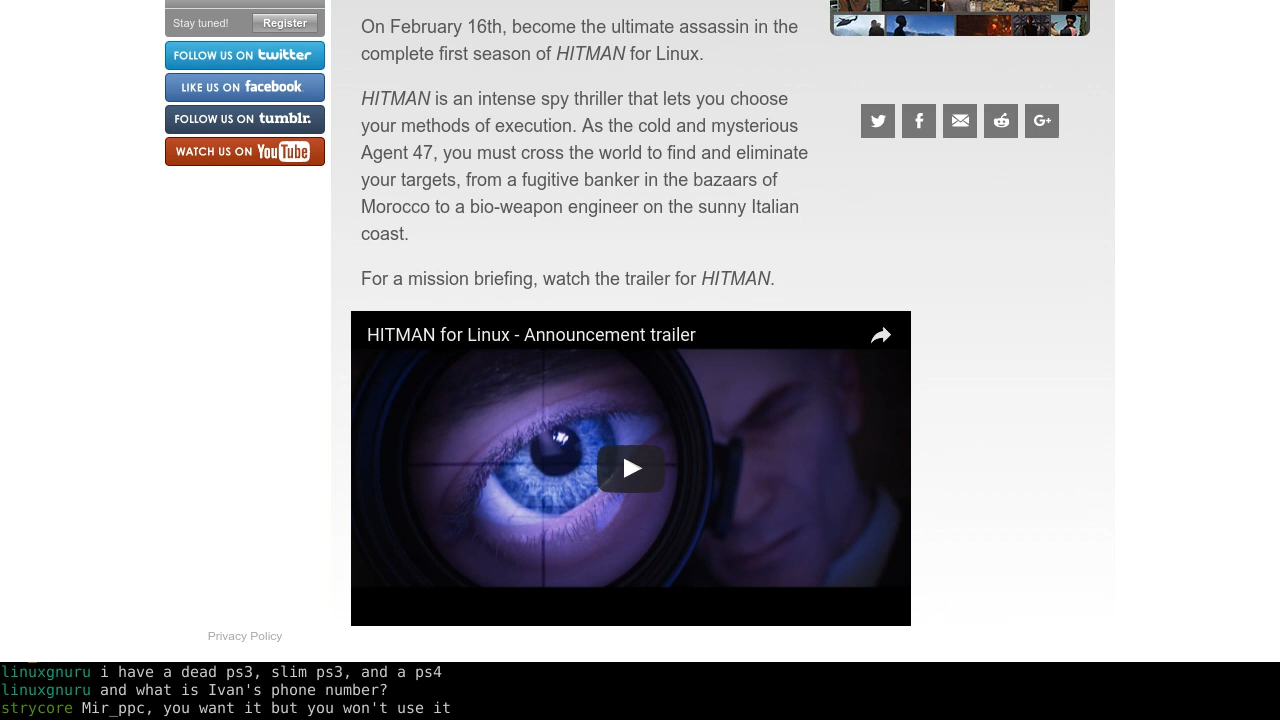 Stay tuned!
Register
FOLLOW US ON twitter
LIKE US ON facebook
FOLLOW US ON tumblr.
WATCH US ON YouTube
On February 16th, become the ultimate assassin in the
complete first season of HITMAN for Linux.
HITMAN is an intense spy thriller that lets you choose
your methods of execution. As the cold and mysterious
Agent 47, you must cross the world to find and eliminate
your targets, from a fugitive banker in the bazaars of
Morocco to a bio-weapon engineer on the sunny Italian
coast.
For a mission briefing, watch the trailer for HITMAN.
G+
HITMAN for Linux - Announcement trailer
Privacy Policy
linuxgnuru i have a dead ps3, slim ps3, and a ps4
linuxgnuru and what is Ivan's phone number?
strycore Mir_ppc, you want it but you won't use it